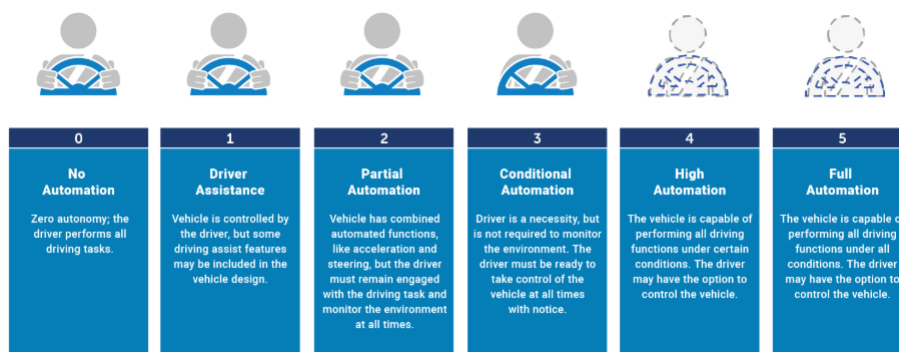 0
No
Automation
Zero autonomy; the
driver performs all
driving tasks.
1
Driver
Assistance
Vehicle is controlled by
the driver, but some
driving assist features
may be included in the
vehicle design.
2
Partial
Automation
Vehicle has combined
automated functions,
like acceleration and
steering, but the driver
must remain engaged
with the driving task and
monitor the environment
at all times.
3
Conditional
Automation
Driver is a necessity, but
is not required to monitor
the environment. The
driver must be ready to
take control of the
vehicle at all times
with notice.
4
High
Automation
The vehicle is capable of
performing all driving
functions under certain
conditions. The driver
may have the option to
control the vehicle.
5
Full
Automation
The vehicle is capable o
performing all driving
functions under all
conditions. The driver
may have the option to
control the vehicle.